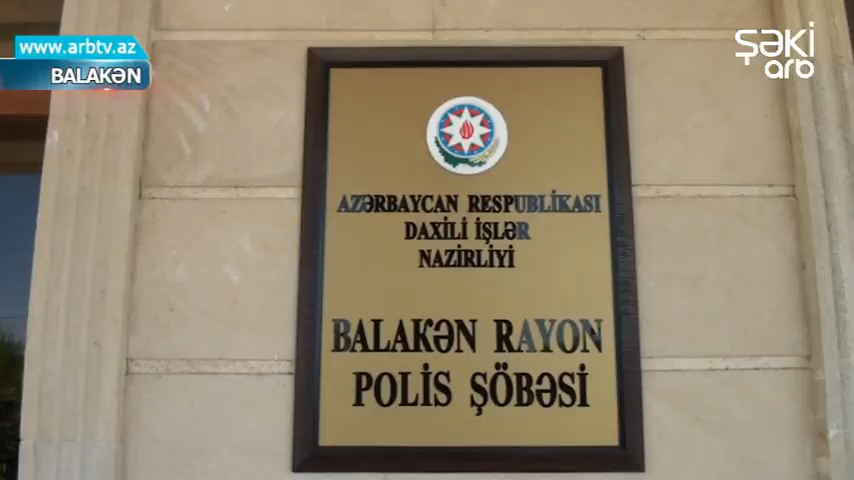 www.arbtv.az
BALAKƏN
ŞƏKİ
arb
AZƏRBAYCAN RESPUBLİKASI
DAXİLİ İŞLƏR
NAZİRLİYİ
BALAKƏN RAYON
POLİS ŞÖBƏSİ